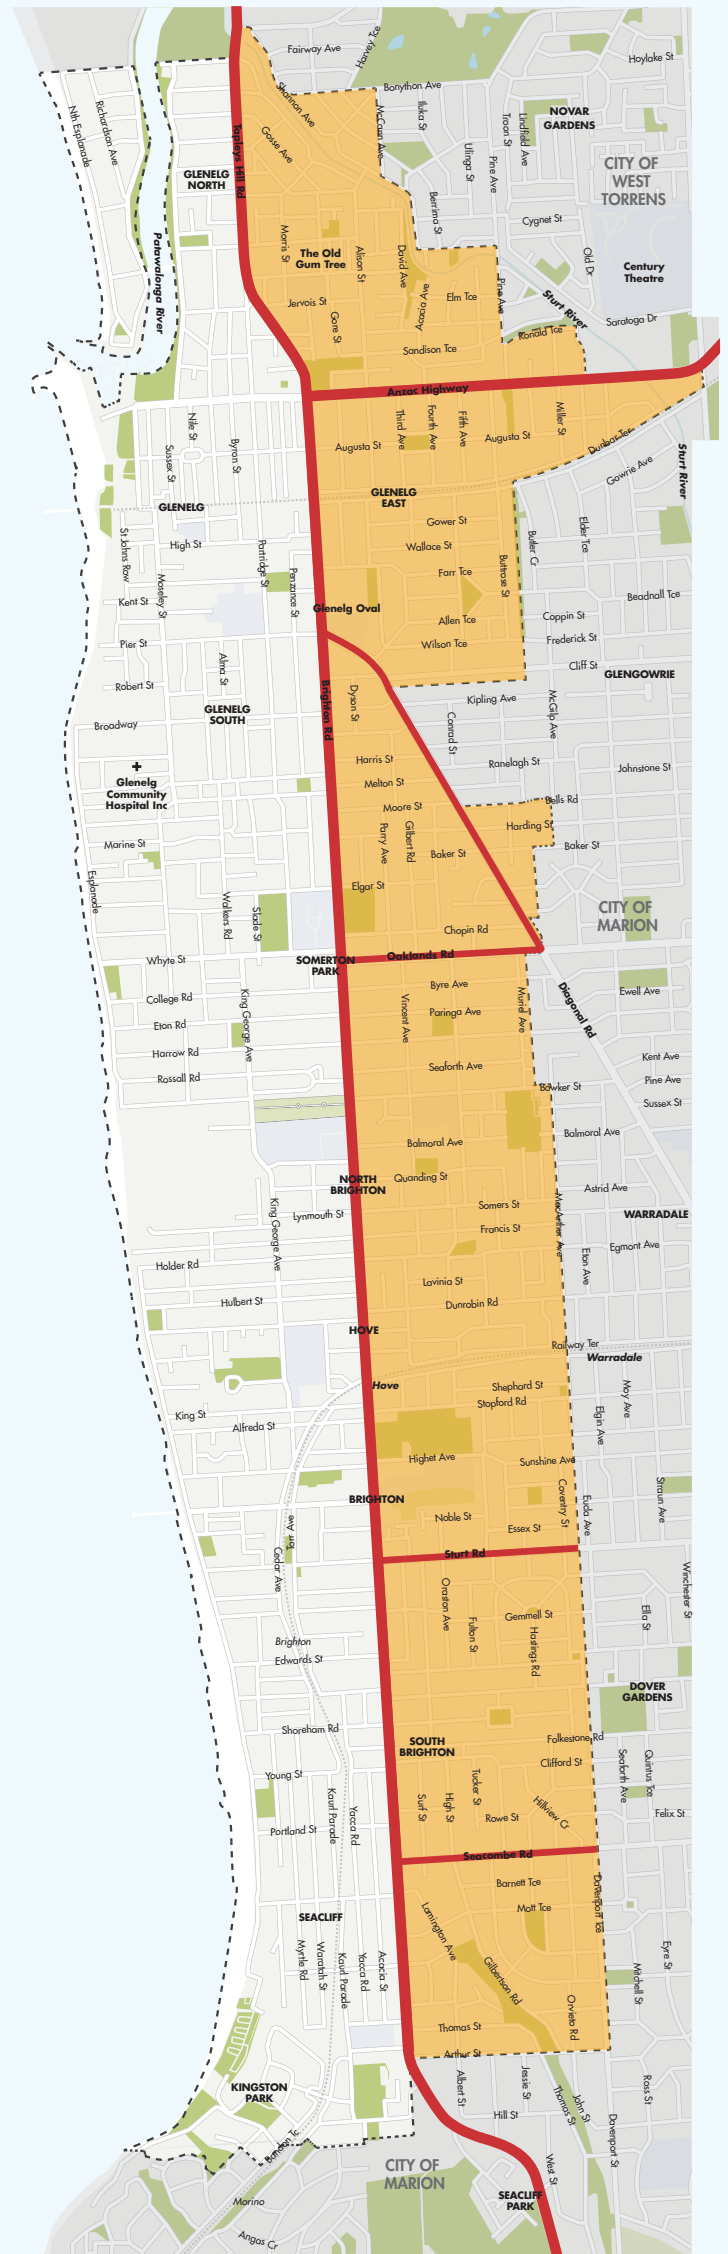 Fairway Ave
Harvey Tce
Hoylake St
Bonython Ave
Shannon Ave
Richardson Ave
Nth Esplanade
McCann Ave
Iluka St
NOVAR
GARDENS
Toon St
Lindfield Ave
Gosse Ave
Tapleys Hill Rd
Ulinga St
Pine Ave
CITY OF
WEST
TORRENS
GLENELG
NORTH
Berrima St
Cygnet St
Patawalonga River
Morris St
The Old
Gum Tree
Alison St
David Ave
Old Dr
Century
Theatre
Pine Ave
Acacia Ave
Elm Tce
Sturt River
Jervois St
Gore St
Saratoga Dr
Ronald Tce
Sandison Tce
Anzac Highway
Nile St
Third Ave
Fourth Ave
Fifth Ave
Miller St
Sussex St
Byron St
Augusta St
Augusta St
Dunbar Ter
Gowrie Ave
Sturt River
GLENELG
EAST
GLENELG
Gower St
St Johns Row
High St
Partridge St
Wallace St
Butler Cr
Elder Tce
Farr Tce
Buttrose St
Moseley St
Penzance St
Kent St
Beadnall Tce
Glenelg Oval
Coppin St
Allen Tce
Pier St
Wilson Tce
Frederick St
Alma St
Cliff St
GLENGOWRIE
Robert St
Brighton Rd
Dyson St
Kipling Ave
McGilp Ave
GLENELG
SOUTH
Broadway
Conrad St
Harris St
Ranelagh St
Johnstone St
Glenelg
Community
Hospital Inc
Melton St
Moore St
Bells Rd
Harding St
Marine St
Parry Ave
Gilbert Rd
Baker St
Baker St
Esplanade
Elgar St
Walkers Rd
Slade St
CITY OF
MARION
Chopin Rd
Whyte St
SOMERTON
PARK
Oaklands Rd
Byre Ave
Diagonal Rd
Ewell Ave
College Rd
King George Ave
Vincent Ave
Paringa Ave
Muriel Ave
Eton Rd
Harrow Rd
Kent Ave
Rossall Rd
Seaforth Ave
Pine Ave
Bowker St
Sussex St
Balmoral Ave
Balmoral Ave
NORTH
BRIGHTON
Quanding St
Astrid Ave
King George Ave
Lynmouth St
Somers St
MacArthur Ave
WARRADALE
Francis St
Egmont Ave
Holder Rd
Eton Ave
Lavinia St
Hulbert St
Dunrobin Rd
HOVE
Railway Ter
Warradale
Hove
Shephard St
May Ave
Stopford Rd
King St
Elgin Ave
Alfreda St
Highet Ave
Sunshine Ave
Coventry St
Straun Ave
BRIGHTON
Euda Ave
Noble St
Torr Ave
Essex St
Cedar Ave
Sturt Rd
Winchester St
Oraston Ave
Gemmell St
Ella St
Fulton St
Hastings Rd
Brighton
Edwards St
DOVER
GARDENS
Shoreham Rd
SOUTH
BRIGHTON
Folkestone Rd
Clifford St
Seaforth Ave
Quintus Tce
Young St
Tucker St
Kauri Parade
Yacca Rd
Surf St
High St
Rowe St
Hillview Cr
Felix St
Portland St
Seacombe Rd
Barnett Tce
Davenport Tce
SEACLIFF
Lamington Ave
Mott Tce
Myrtle Rd
Waratah St
Kauri Parade
Yacca Rd
Acacia St
Gilbertson Rd
Eyre St
Mitchell St
Orvieto Rd
Thomas St
Arthur St
KINGSTON
PARK
Albert St
Jessie St
Thomas St
John St
Ross St
Hill St
Davenport St
Bandon Tc
CITY OF
MARION
West St
Marino
SEACLIFF
PARK
Angas Cr